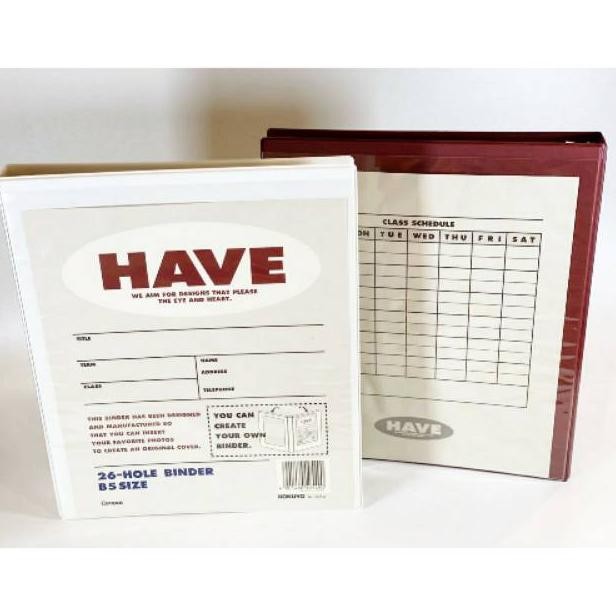 HAVE
WE AIM FOR DESIGNS THAT PLEASE
THE EYE AND HEART.
TITLE
TERM
NAME
ADDRESS
CLASS
TELEPHONE
THIS BINDER HAS BEEN DESIGNED
AND MANUFACTURED SO
THAT YOU CAN INSERT
YOUR FAVORITE PHOTOS
TO CREATE AN ORIGINAL COVER.
YOU CAN
CREATE
YOUR OWN
BINDER.
26-HOLE BINDER
B5 SIZE
KOKUYO
CLASS SCHEDULE
TUE WED THU FRI SAT
HAVE